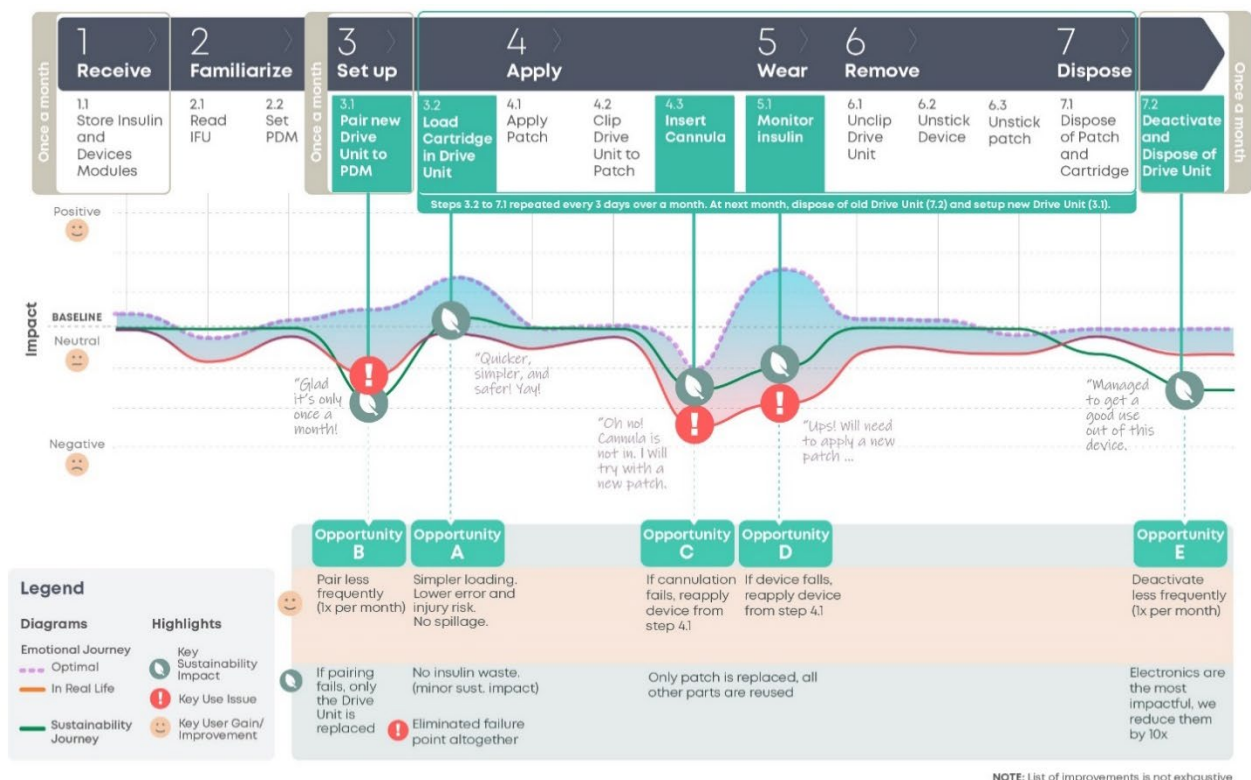 Once a month
1
Receive
2
Familiarize
Once a month
3
Set up
4
Apply
5
Wear
6
Remove
7
Dispose
Once a month
1.1
Store Insulin
and
Devices
Modules
2.1
Read
IFU
2.2
Set
PDM
3.1
Pair new
Drive
Unit to
PDM
3.2
Load
Cartridge
in Drive
Unit
4.1
Apply
Patch
4.2
Clip
Drive
Unit to
Patch
4.3
Insert
Cannula
5.1
Monitor
insulin
6.1
Unclip
Drive
Unit
6.2
Unstick
Device
6.3
Unstick
patch
7.1
Dispose
of Patch
and
Cartridge
7.2
Deactivate
and
Dispose of
Drive Unit
Steps 3.2 to 7.1 repeated every 3 days over a month. At next month, dispose of old Drive Unit (7.2) and setup new Drive Unit (3.1).
Impact
Positive
BASELINE
Neutral
Negative
"Glad
it's only
once a
month!
"Quicker,
simpler, and
safer! Yay!
"Oh no!
Cannula is
not in. I Will
try with a
new patch.
"Ups! Will need
to apply a new
patch ...
"Managed
to get a
good use
out of this
device.
Opportunity
B
Opportunity
A
Opportunity
C
Opportunity
D
Opportunity
E
Pair less
frequently
(1x per month)
Simpler loading.
Lower error and
injury risk.
No spillage.
If cannulation
fails, reapply
device from
step 4.1
If device falls,
reapply device
from step 4.1
Deactivate
less frequently
(1x per month)
If pairing
fails, only
the Drive
Unit is
replaced
No insulin waste.
(minor sust. impact)
Eliminated failure
point altogether
Only patch is replaced, all
other parts are reused
Electronics are
the most
impactful, we
reduce them
by 10x
Legend
Diagrams
Emotional Journey
Optimal
In Real Life
Sustainability
Journey
Highlights
Key
Sustainability
Impact
Key Use Issue
Key User Gain/
Improvement
NOTE: List of improvements is not exhaustive